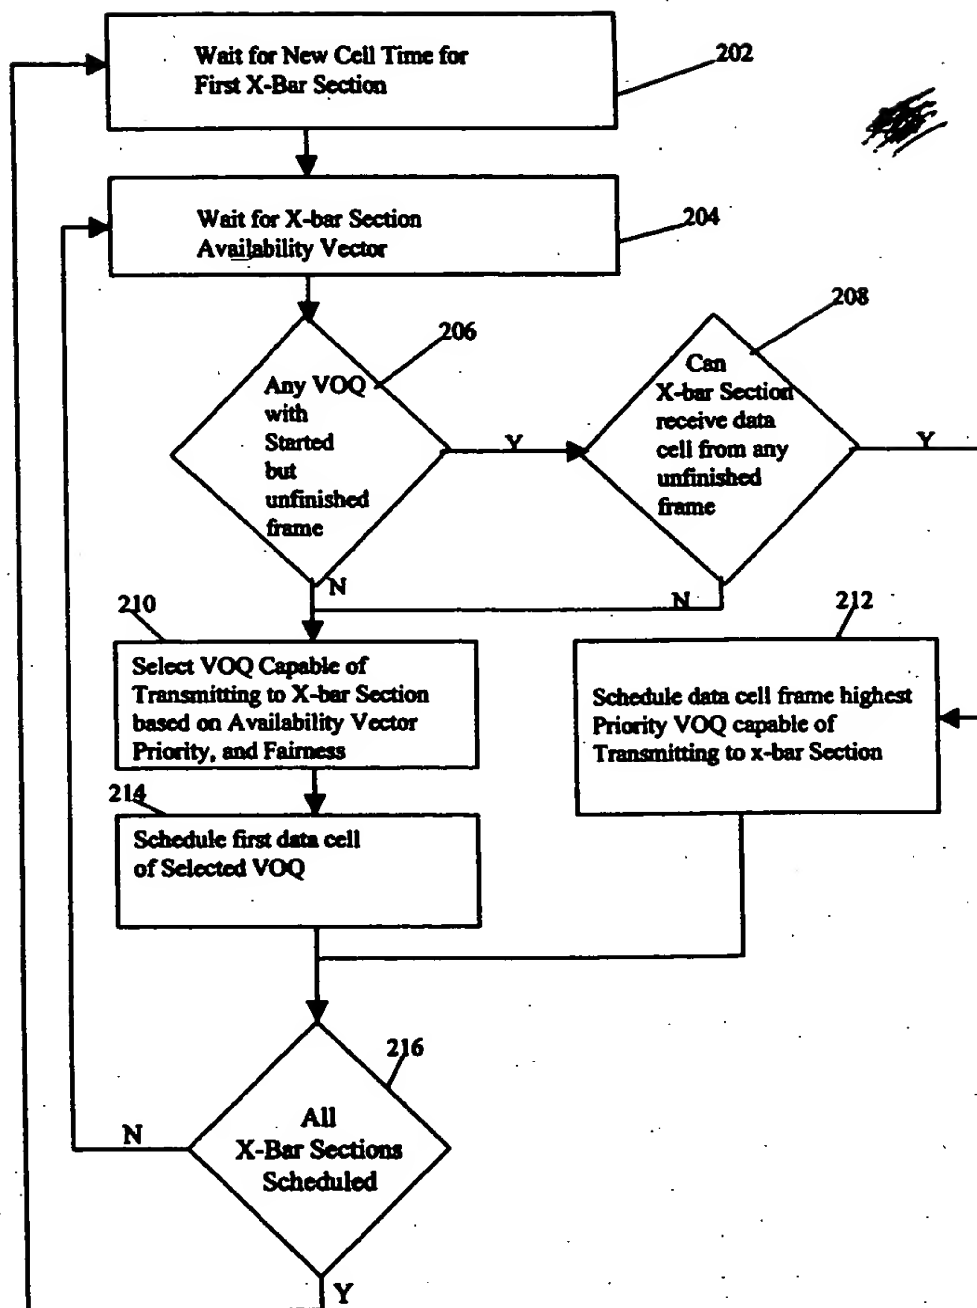 Wait for New Cell Time for
First X-Bar Section
202
Wait for X-bar Section
Availability Vector
204
206
Any VOQ
with
Started
but
unfinished
frame
Y
N
208
Can
X-bar Section
receive data
cell from any
unfinished
frame
Y
N
210
Select VOQ Capable of
Transmitting to X-bar Section
based on Availability Vector
Priority, and Fairness
212
Schedule data cell frame highest
Priority VOQ capable of
Transmitting to x-bar Section
214
Schedule first data cell
of Selected VOQ
216
All
X-Bar Sections
Scheduled
N
Y